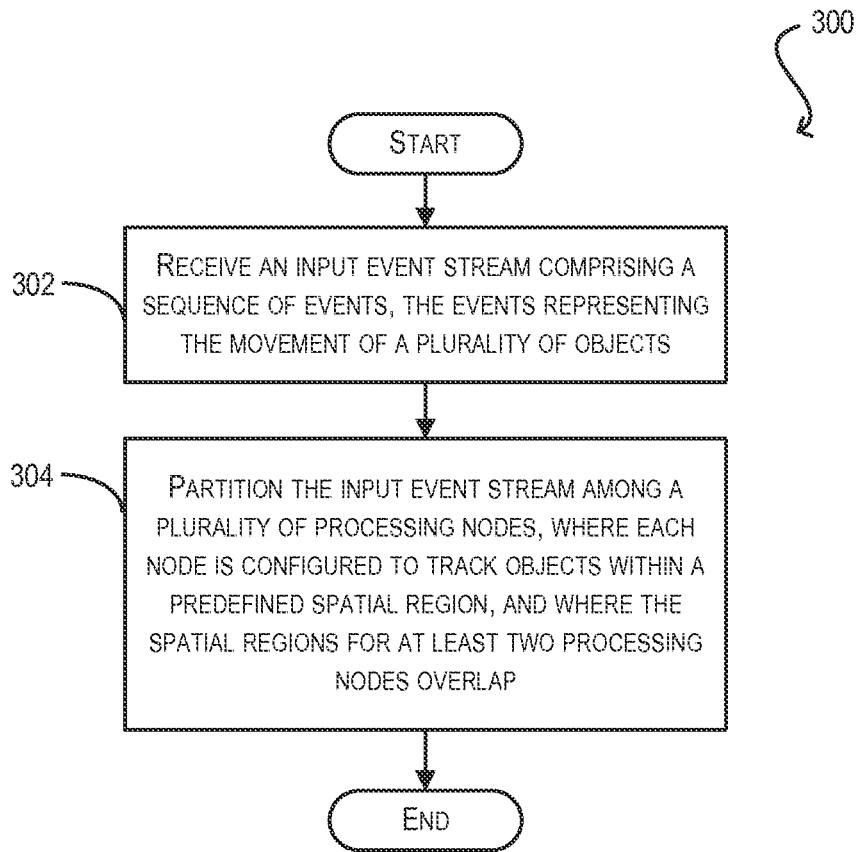 300
START
302
RECEIVE AN INPUT EVENT STREAM COMPRISING A
SEQUENCE OF EVENTS, THE EVENTS REPRESENTING
THE MOVEMENT OF A PLURALITY OF OBJECTS
304
PARTITION THE INPUT EVENT STREAM AMONG A
PLURALITY OF PROCESSING NODES, WHERE EACH
NODE IS CONFIGURED TO TRACK OBJECTS WITHIN A
PREDEFINED SPATIAL REGION, AND WHERE THE
SPATIAL REGIONS FOR AT LEAST TWO PROCESSING
NODES OVERLAP
END